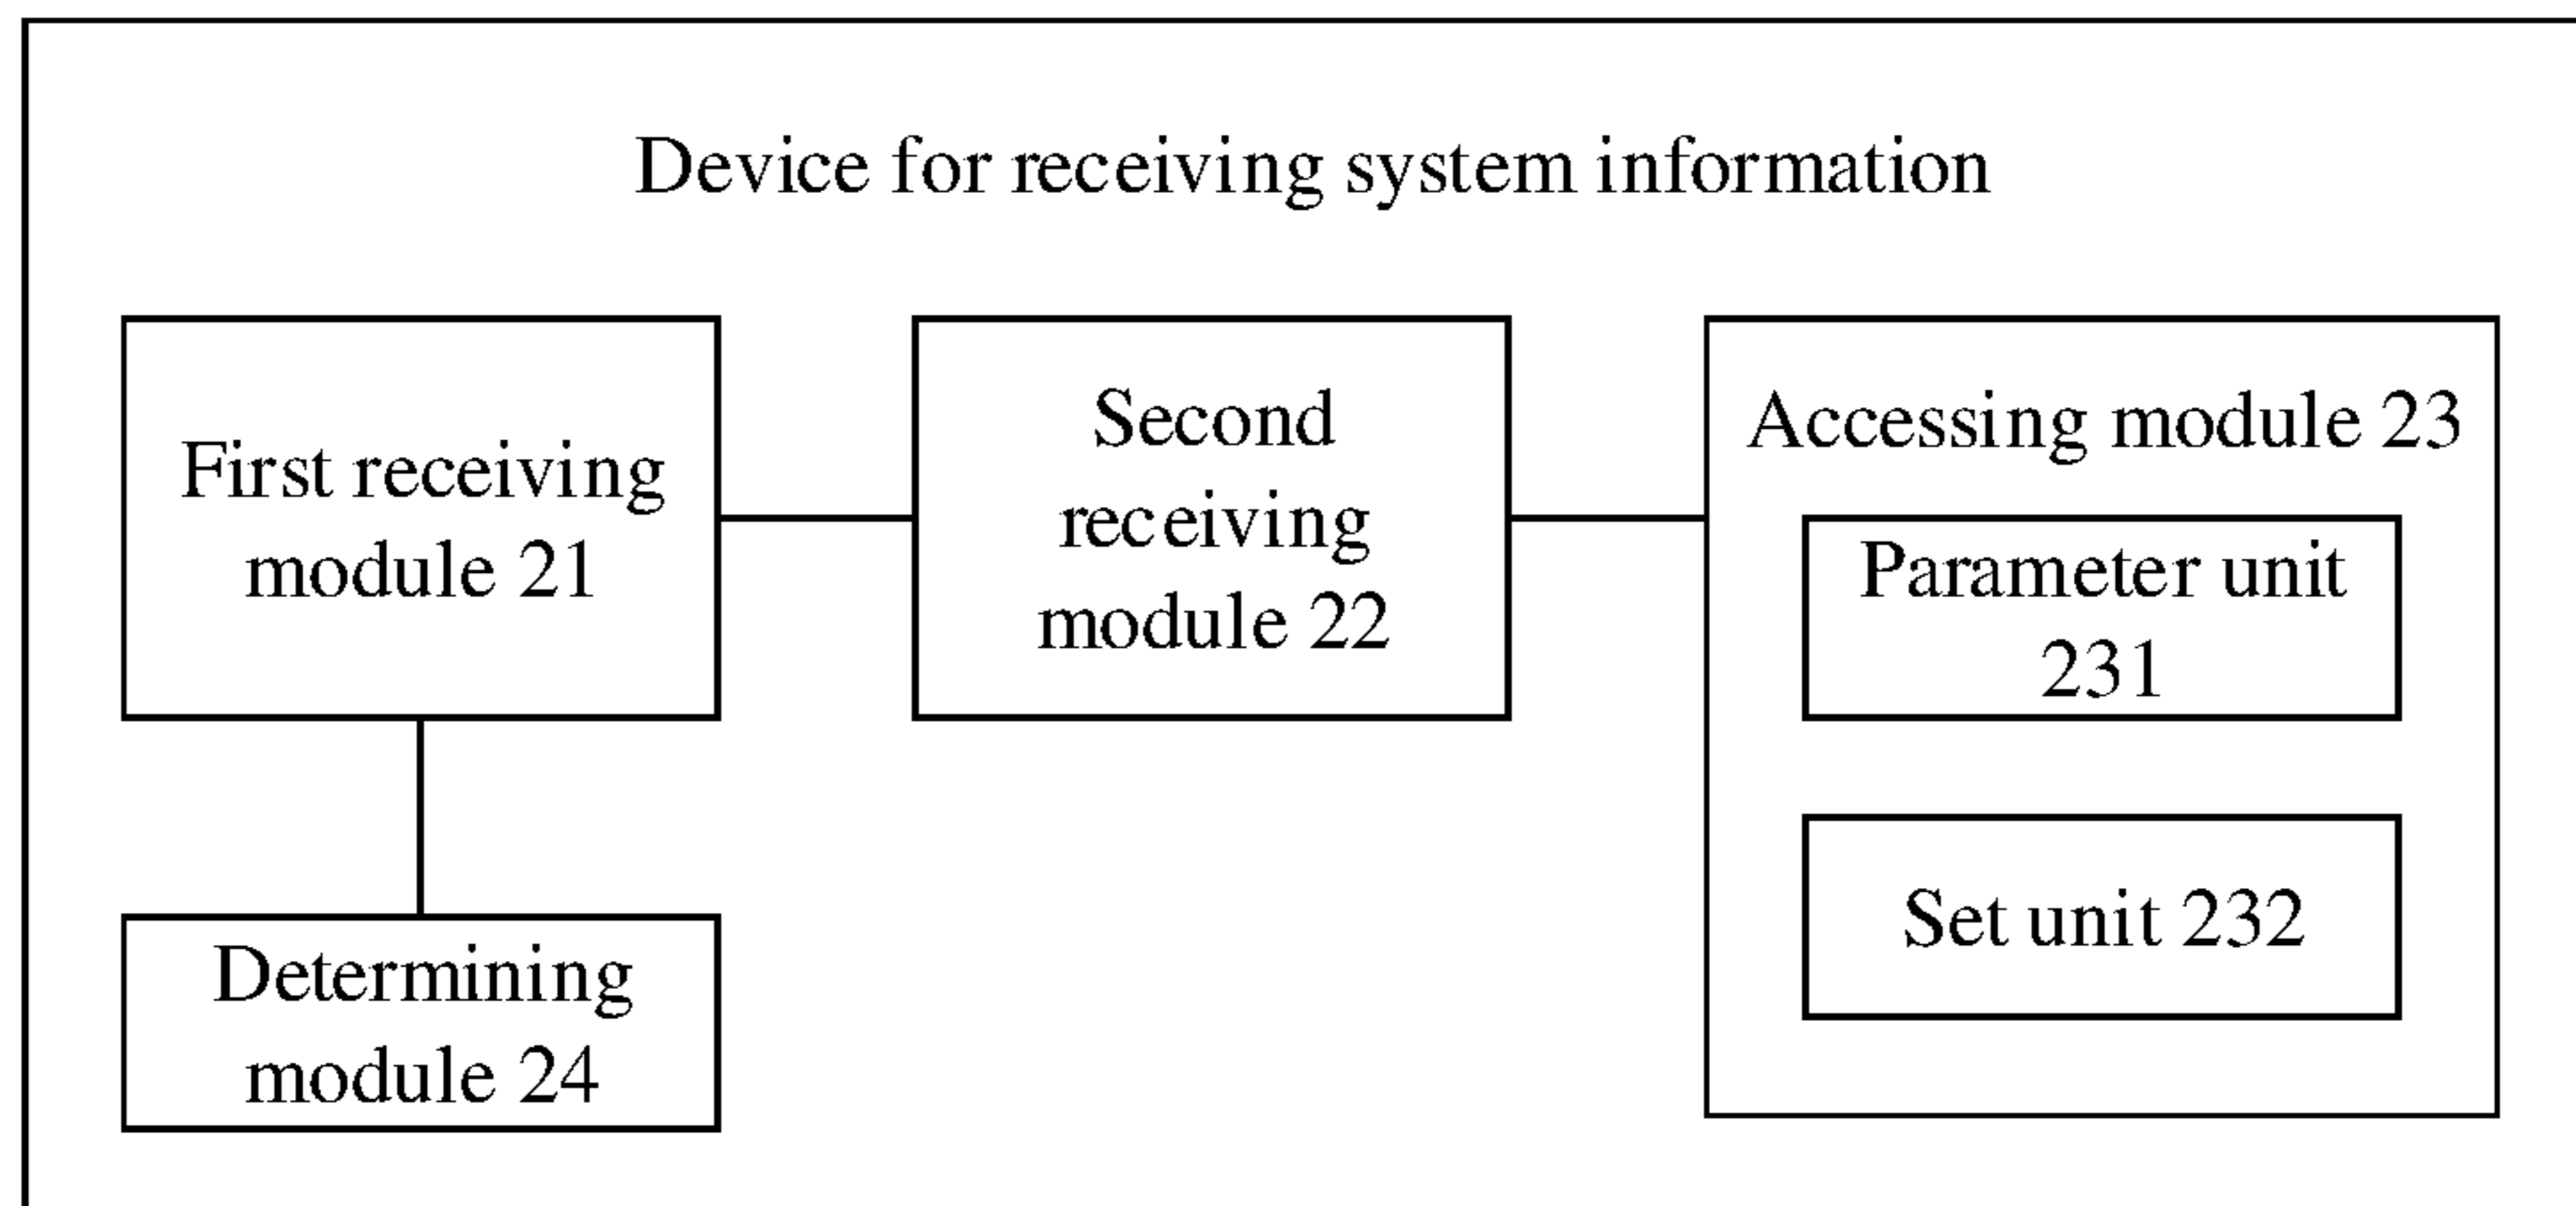 Device for receiving system information
First receiving
module 21
Second
receiving
module 22
Accessing module 23
Parameter unit
231
Set unit 232
Determining
module 24